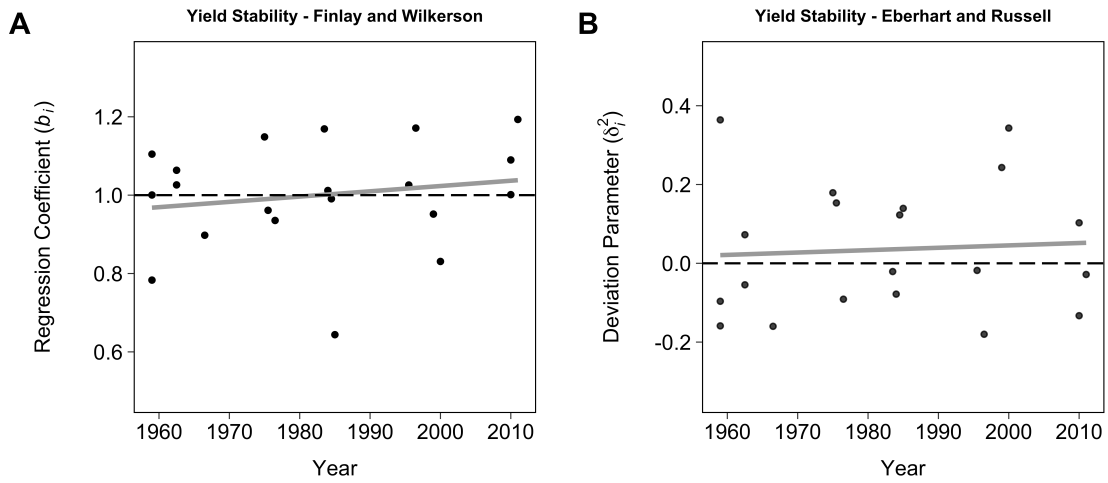 A
Yield Stability - Finlay and Wilkerson
Regression Coefficient (bᵢ)
1.2
1.0
0.8
0.6
1960 1970 1980 1990 2000 2010
Year
B
Yield Stability - Eberhart and Russell
Deviation Parameter (δᵢ²)
0.4
0.2
0.0
-0.2
1960 1970 1980 1990 2000 2010
Year